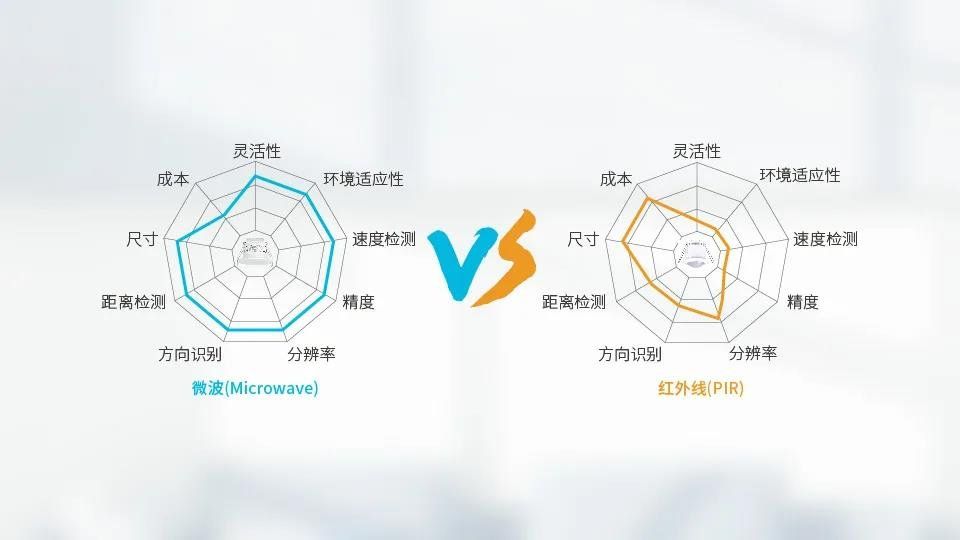 灵活性
成本
环境适应性
尺寸
速度检测
距离检测
精度
方向识别
分辨率
微波(Microwave)
VS
灵活性
成本
环境适应性
尺寸
速度检测
距离检测
精度
方向识别
分辨率
红外线(PIR)